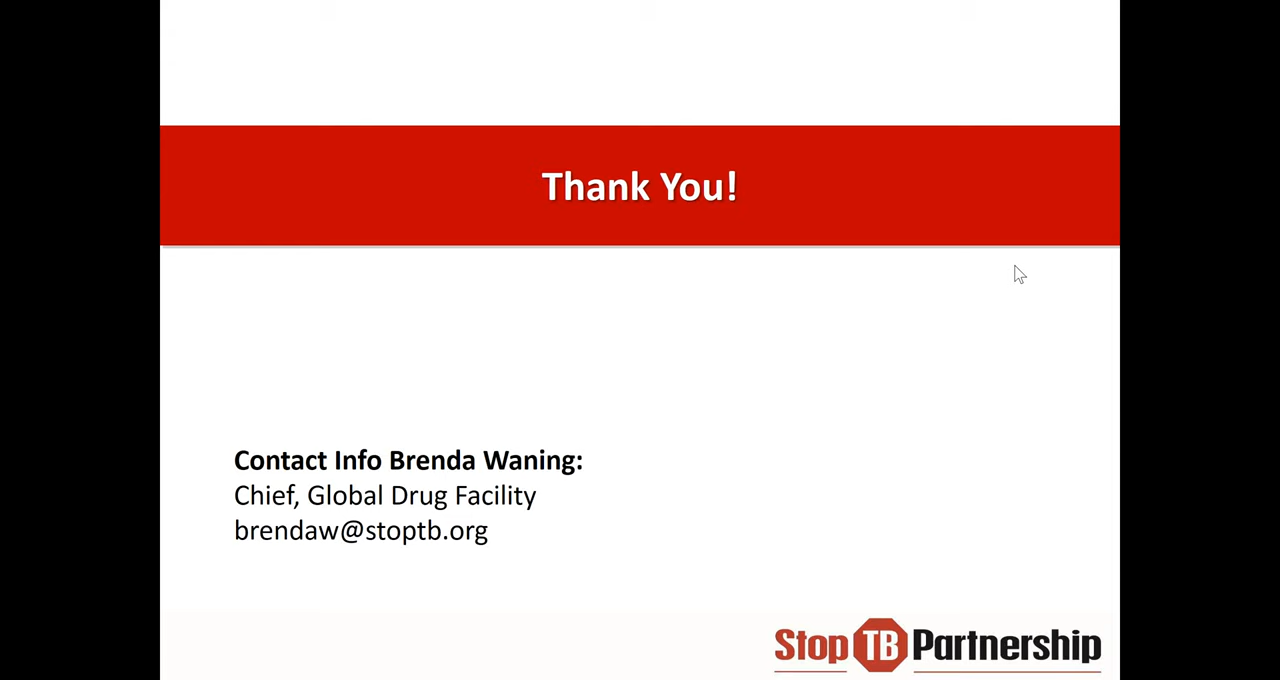 Thank You!
Contact Info Brenda Waning:
Chief, Global Drug Facility
brendaw@stoptb.org
Stop TB Partnership